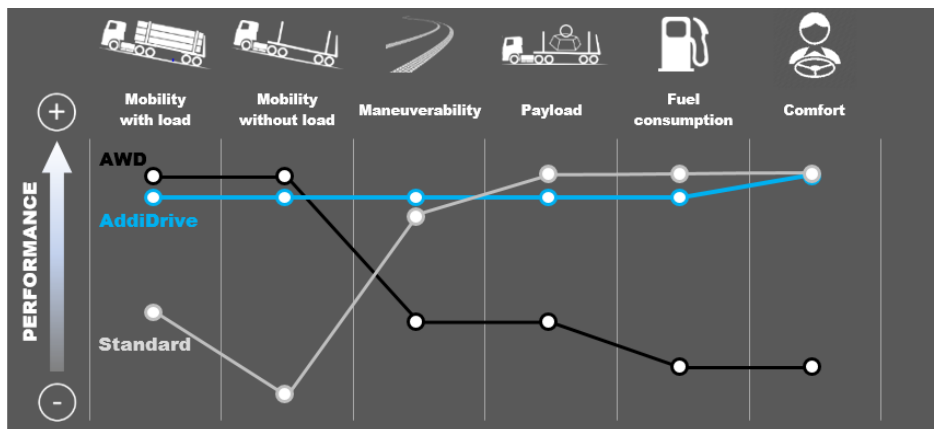 Mobility
with load
Mobility
without load
Maneuverability
Payload
Fuel
consumption
Comfort
+
AWD
AddiDrive
PERFORMANCE
Standard
-